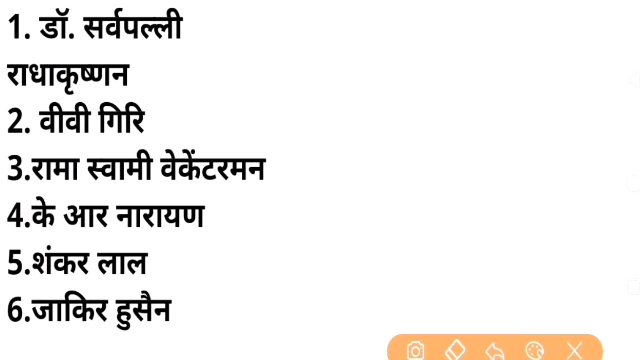 1. डॉ. सर्वपल्ली
राधाकृष्णन
2. वीवी गिरि
3.रामा स्वामी वेकेंटरमन
4.के आर नारायण
5.शंकर लाल
6.जाकिर हुसैन